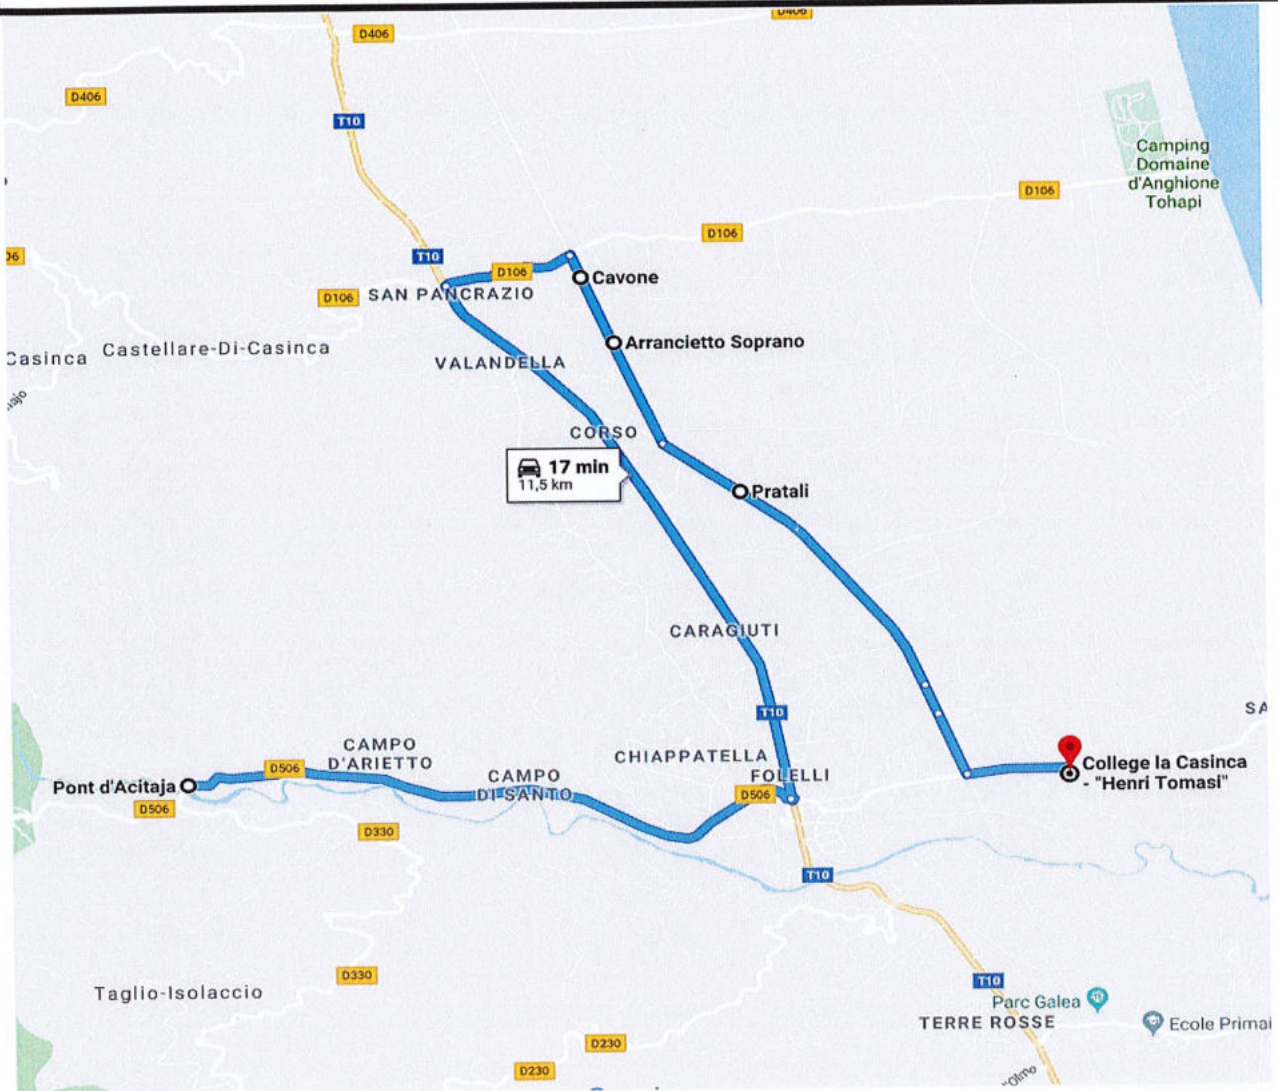 D406
D406
D406
T10
Camping
Domaine
d'Anghione
Tohapi
D106
D106
T10
D106
Cavone
D106
SAN PANCRAZIO
Arrancietto Soprano
Casinca
Castellare-Di-Casinca
VALANDELLA
CORSO
17 min
11,5 km
Pratali
CARAGIUTI
T10
SA
CAMPO
D'ARIETTO
CHIAPPATELLA
College la Casinca
- "Henri Tomasi"
D506
CAMPO
DI SANTO
FOLELLI
Pont d'Acitaja
D506
D506
D330
T10
D330
T10
Taglio-Isolaccio
Parc Galea
TERRE ROSSE
Ecole Primai
D230
D230
"Olmo